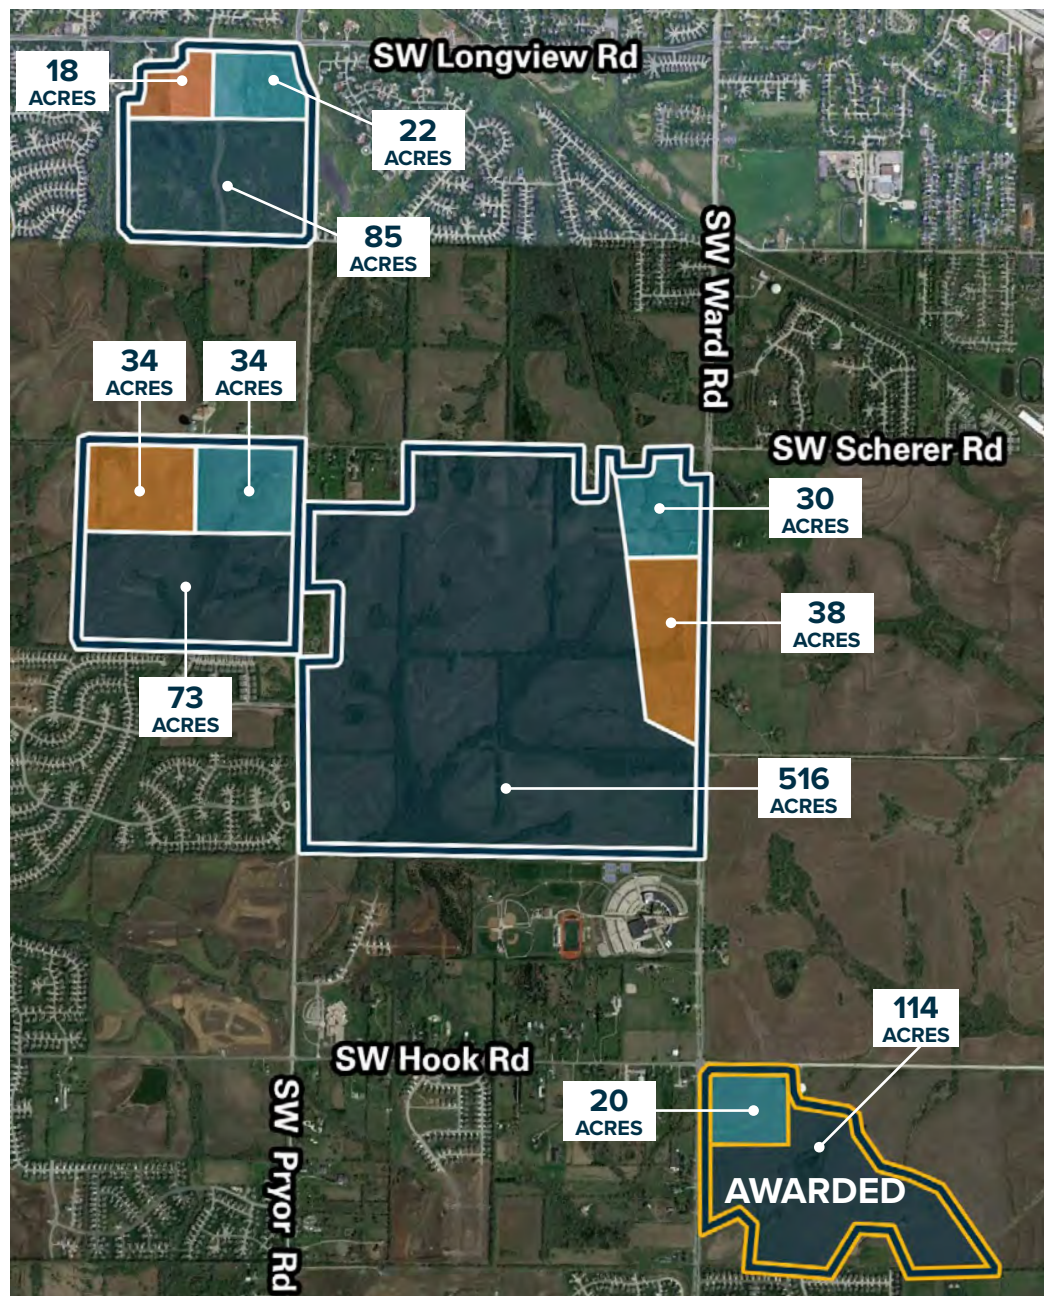 SW Longview Rd
18
ACRES
22
ACRES
85
ACRES
SW Ward Rd
34
ACRES
34
ACRES
SW Scherer Rd
30
ACRES
38
ACRES
73
ACRES
516
ACRES
114
ACRES
SW Hook Rd
20
ACRES
SW Pryor Rd
AWARDED